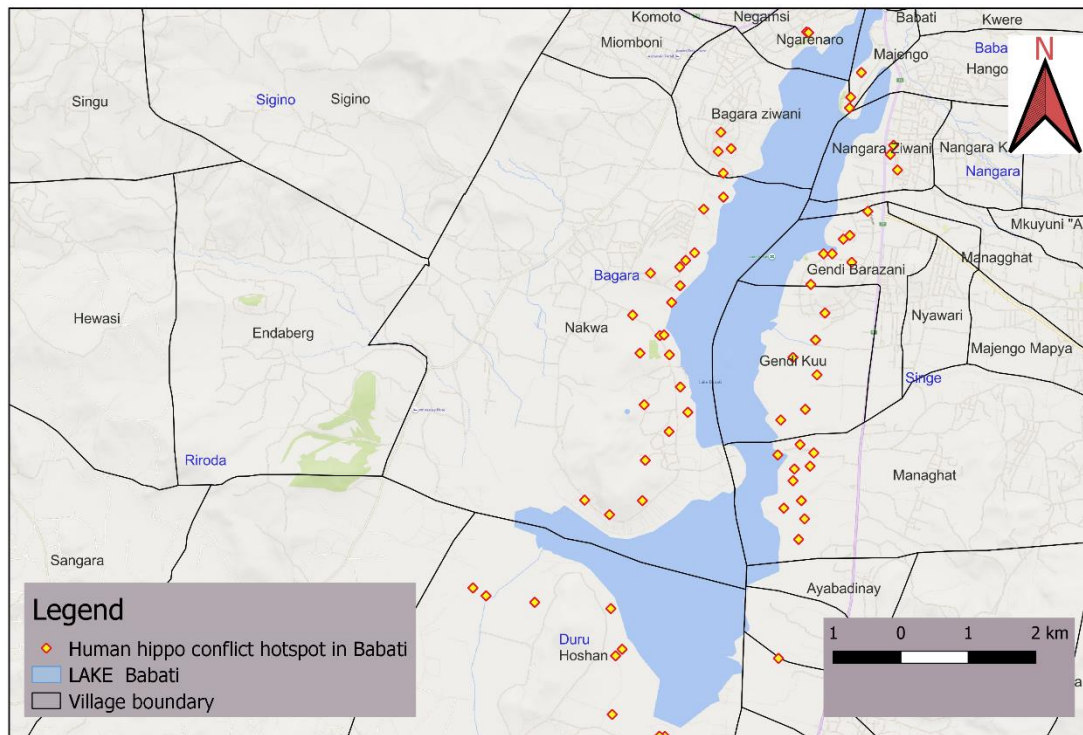 Komoto
Negamsi
Babati
Kwere
Miomboni
Ngarenaro
Majengo
Baba
Hango
N
Singu
Sigino
Sigino
Bagara ziwani
Nangara Ziwani
Nangara K
Nangara
Mkuyuni "A
Bagara
Gendi Barazani
Managghat
Hewasi
Endaberg
Nakwa
Nyawari
Gendi Kuu
Majengo Mapya
Singe
Riroda
Managhat
Sangara
Ayabadinay
Duru
Hoshan
Legend
Human hippo conflict hotspot in Babati
LAKE Babati
Village boundary
1 0 1 2 km